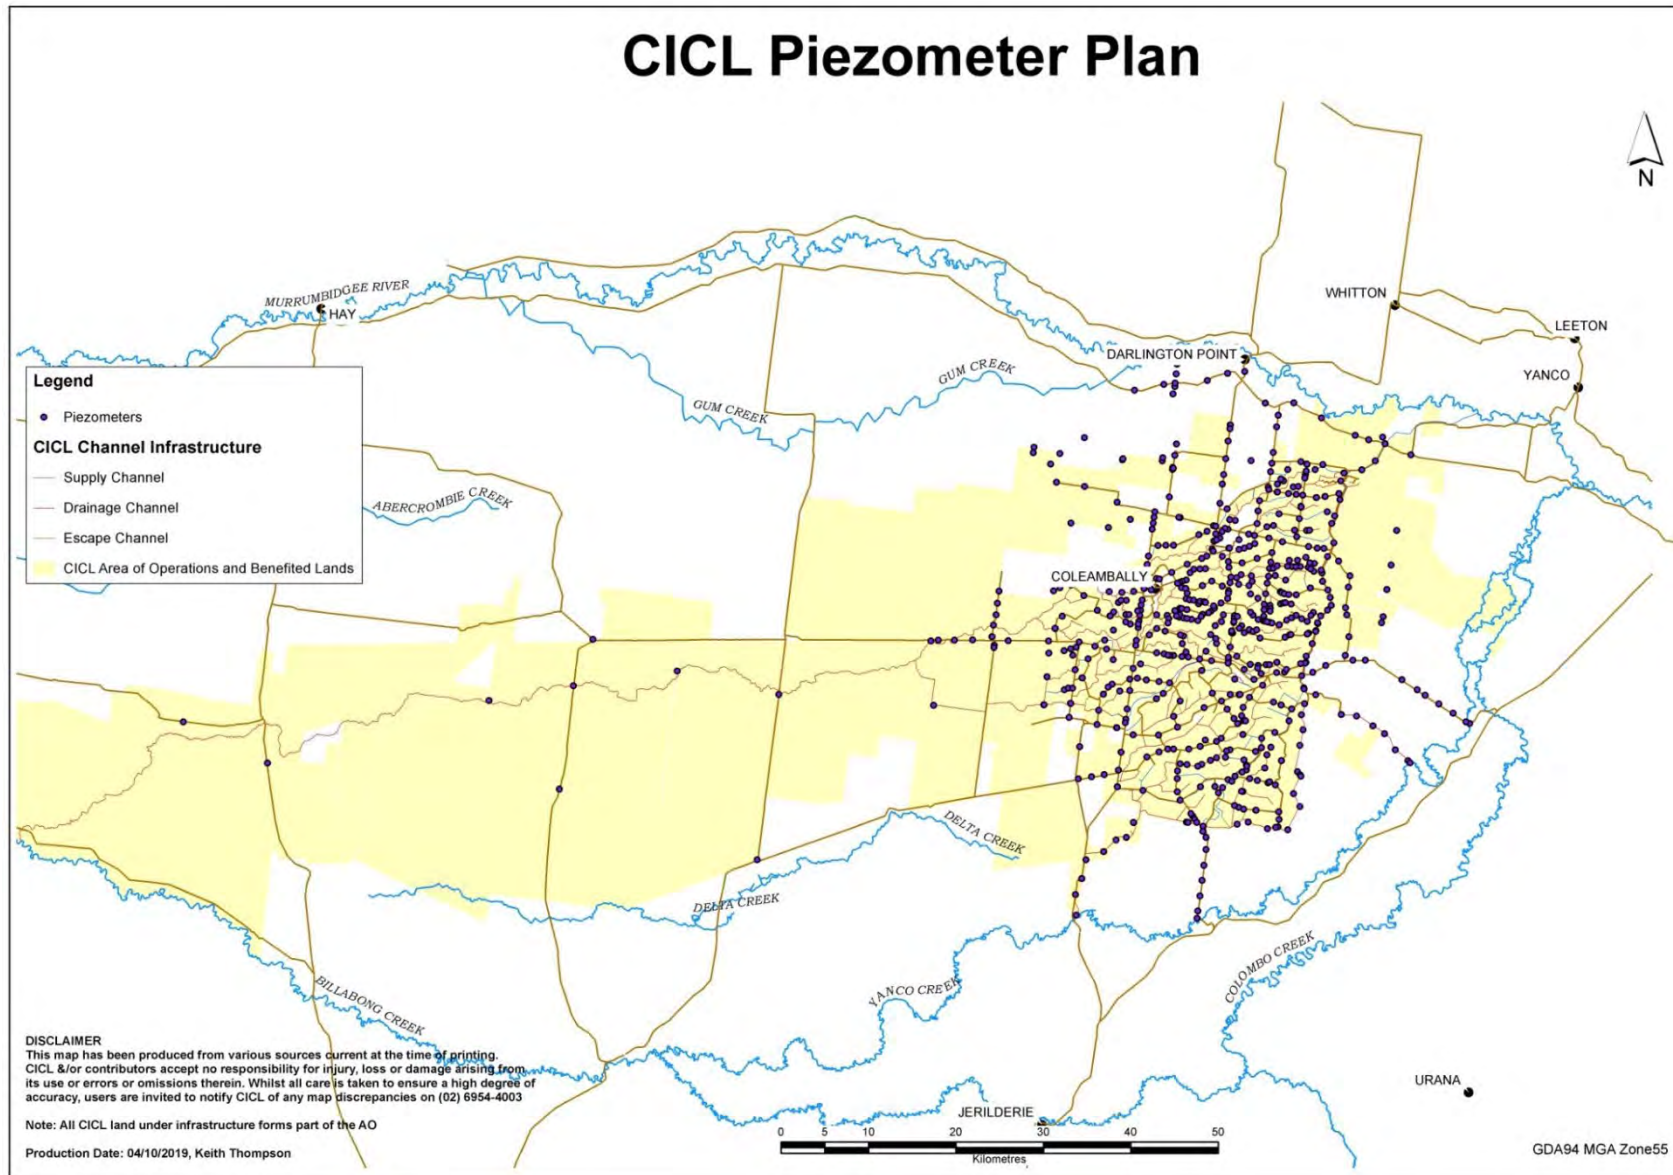 CICL Piezometer Plan
N
MURRUMBIDGEE RIVER
HAY
WHITTON
LEETON
DARLINGTON POINT
YANCO
GUM CREEK
GUM CREEK
Legend
Piezometers
CICL Channel Infrastructure
Supply Channel
Drainage Channel
Escape Channel
CICL Area of Operations and Benefited Lands
ABERCROMBIE CREEK
COLEAMBALLY
DELTA CREEK
DELTA CREEK
BILLABONG CREEK
YANCO CREEK
COLOMBO CREEK
DISCLAIMER
This map has been produced from various sources current at the time of printing.
CICL &/or contributors accept no responsibility for injury, loss or damage arising from
its use or errors or omissions therein. Whilst all care is taken to ensure a high degree of
accuracy, users are invited to notify CICL of any map discrepancies on (02) 6954-4003
Note: All CICL land under infrastructure forms part of the AO
Production Date: 04/10/2019, Keith Thompson
URANA
JERILDERIE
0 5 10 20 30 40 50
Kilometres
GDA94 MGA Zone55